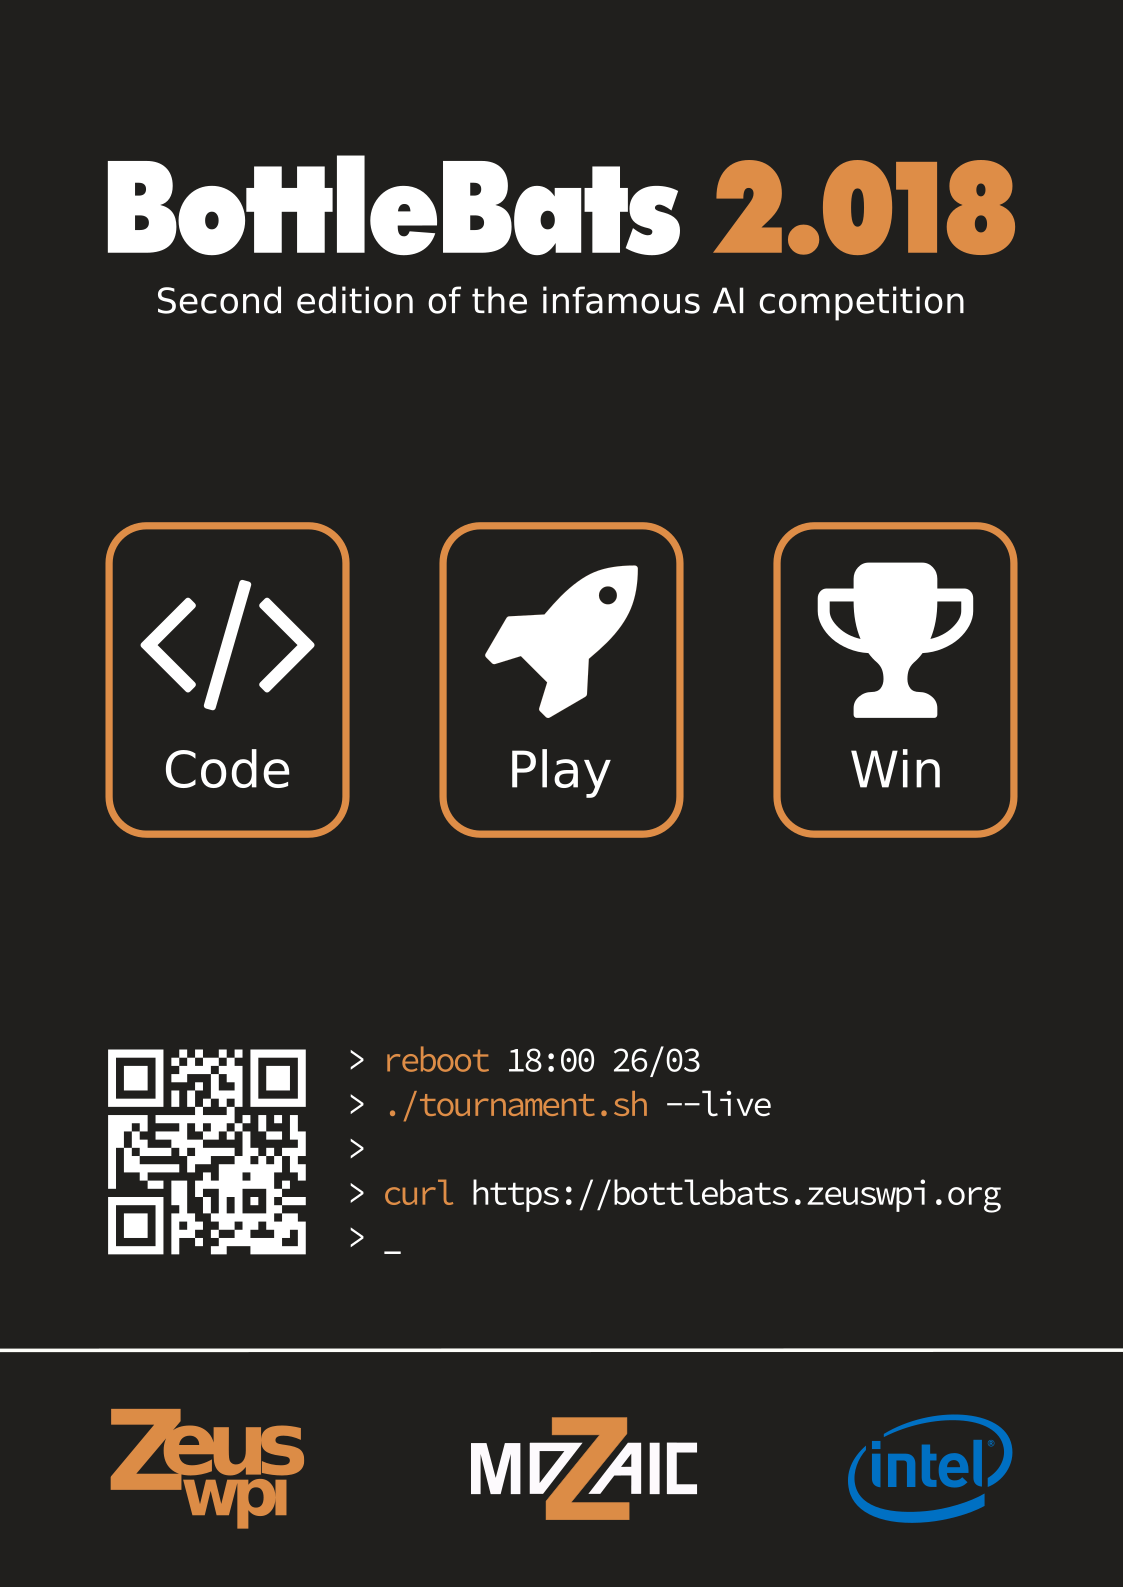 BottleBats 2.018
Second edition of the infamous AI competition
Code
Play
Win
> reboot 18:00 26/03
> ./tournament.sh --live
>
> curl https://bottlebats.zeuswpi.org
> _
Zeus
wpi
MOZAIC
intel®